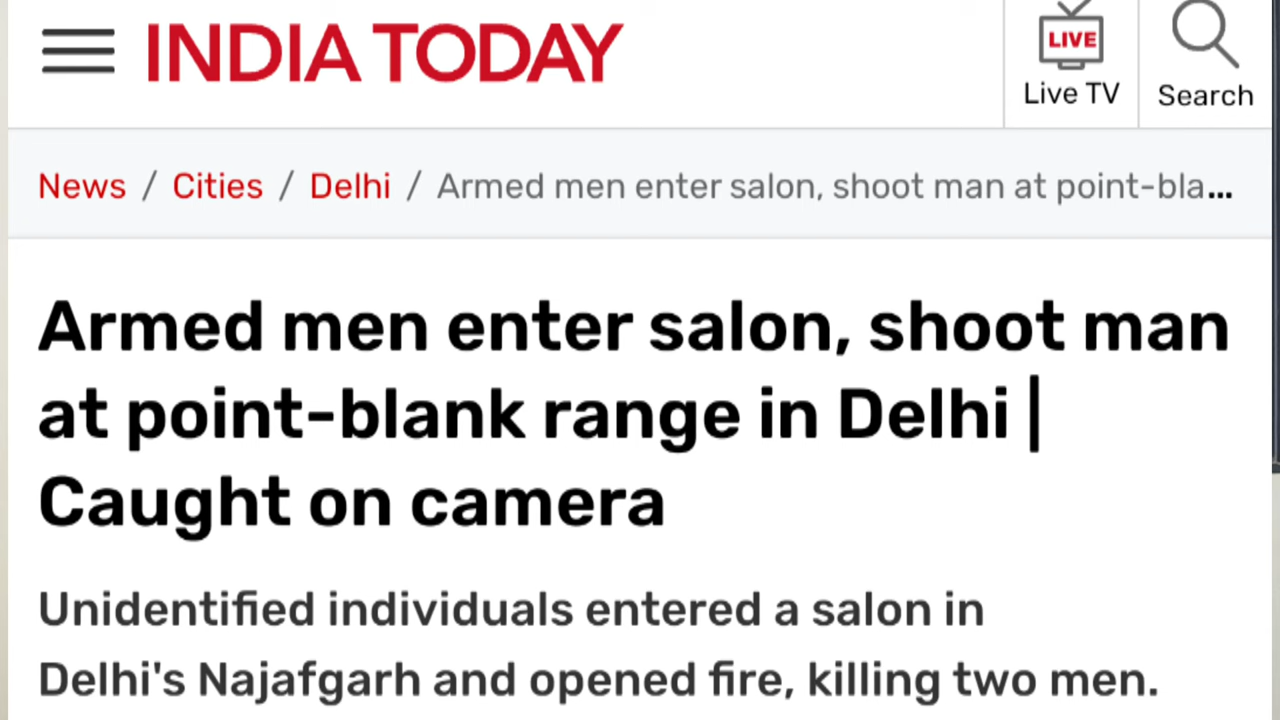 INDIA TODAY
LIVE
Live TV
Search
News / Cities / Delhi / Armed men enter salon, shoot man at point-bla...
Armed men enter salon, shoot man
at point-blank range in Delhi |
Caught on camera
Unidentified individuals entered a salon in
Delhi's Najafgarh and opened fire, killing two men.